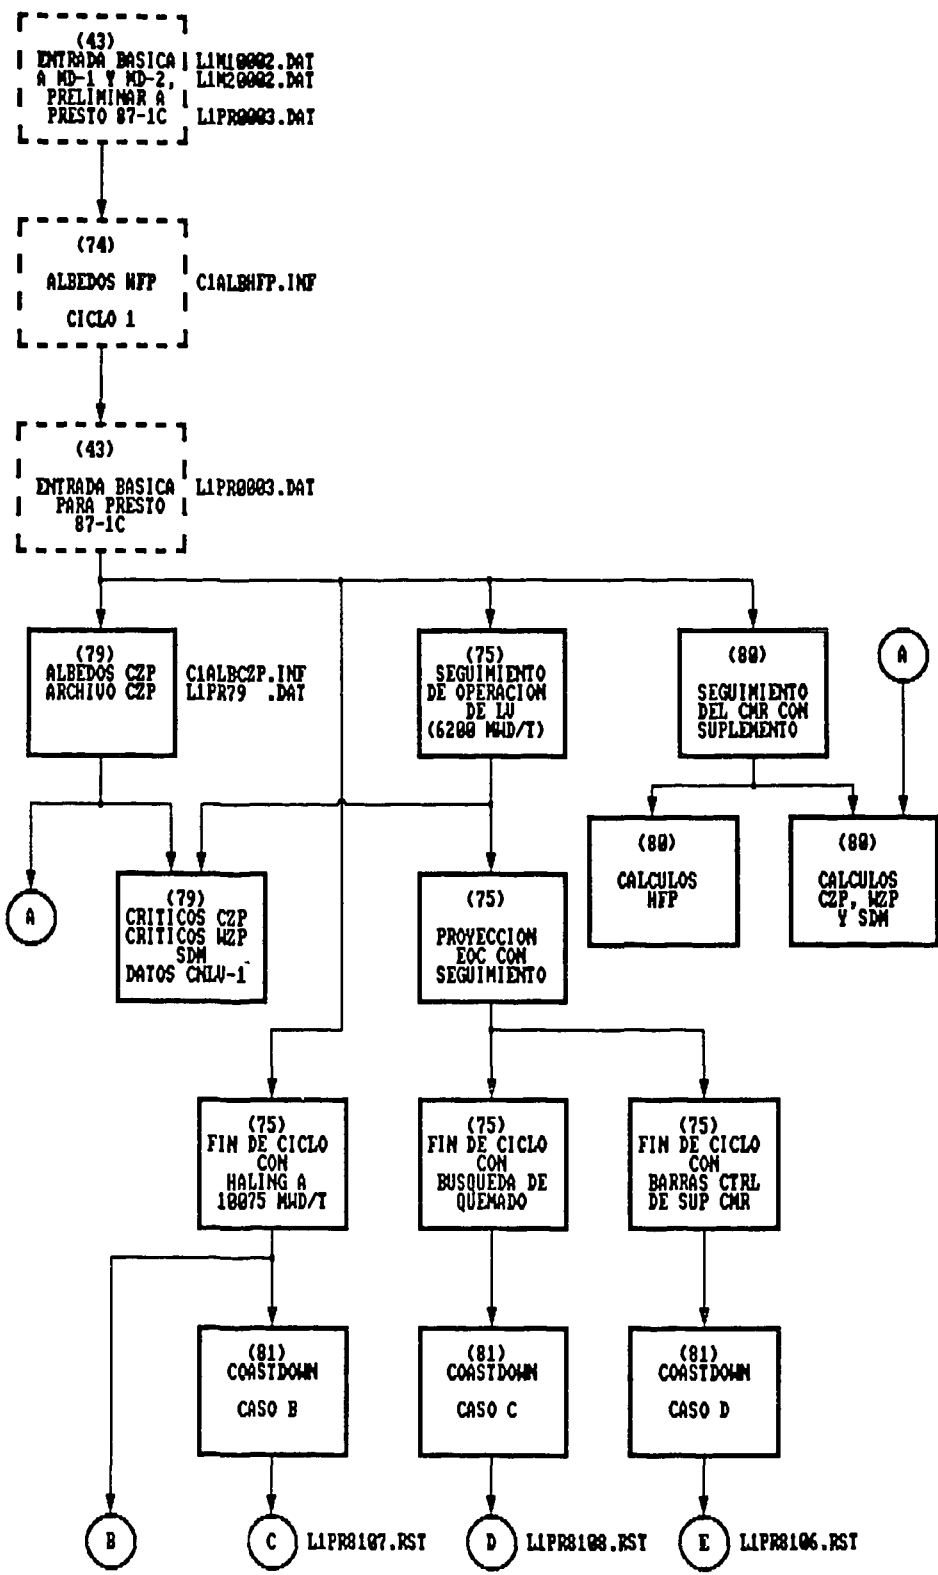 (43)
ENTRADA BASICA
A MD-1 Y MD-2,
PRELIMINAR A
PRESTO 87-1C
L1M10002.DAT
L1M20002.DAT
L1PR0003.DAT
(74)
ALBEDOS HFP
CICLO 1
C1ALBHFP.INF
(43)
ENTRADA BASICA
PARA PRESTO
87-1C
L1PR0003.DAT
(79)
ALBEDOS CZP
ARCHIVO CZP
C1ALBCZP.INF
L1PR79 .DAT
(75)
SEGUIMIENTO
DE OPERACION
DE LV
(6200 MWD/T)
(80)
SEGUIMIENTO
DEL CMR CON
SUPLEMENTO
A
(80)
CALCULOS
HFP
(80)
CALCULOS
CZP, WZP
Y SDM
A
(79)
CRITICOS CZP
CRITICOS WZP
SDM
DATOS CNLV-1
(75)
PROYECCION
EOC CON
SEGUIMIENTO
(75)
FIN DE CICLO
CON
HALING A
10075 MWD/T
(75)
FIN DE CICLO
CON
BUSQUEDA DE
QUEMADO
(75)
FIN DE CICLO
CON
BARRAS CTRL
DE SUP CMR
(81)
COASTDOWN
CASO B
(81)
COASTDOWN
CASO C
(81)
COASTDOWN
CASO D
B
C
L1PR8107.RST
D
L1PR8108.RST
E
L1PR8106.RST